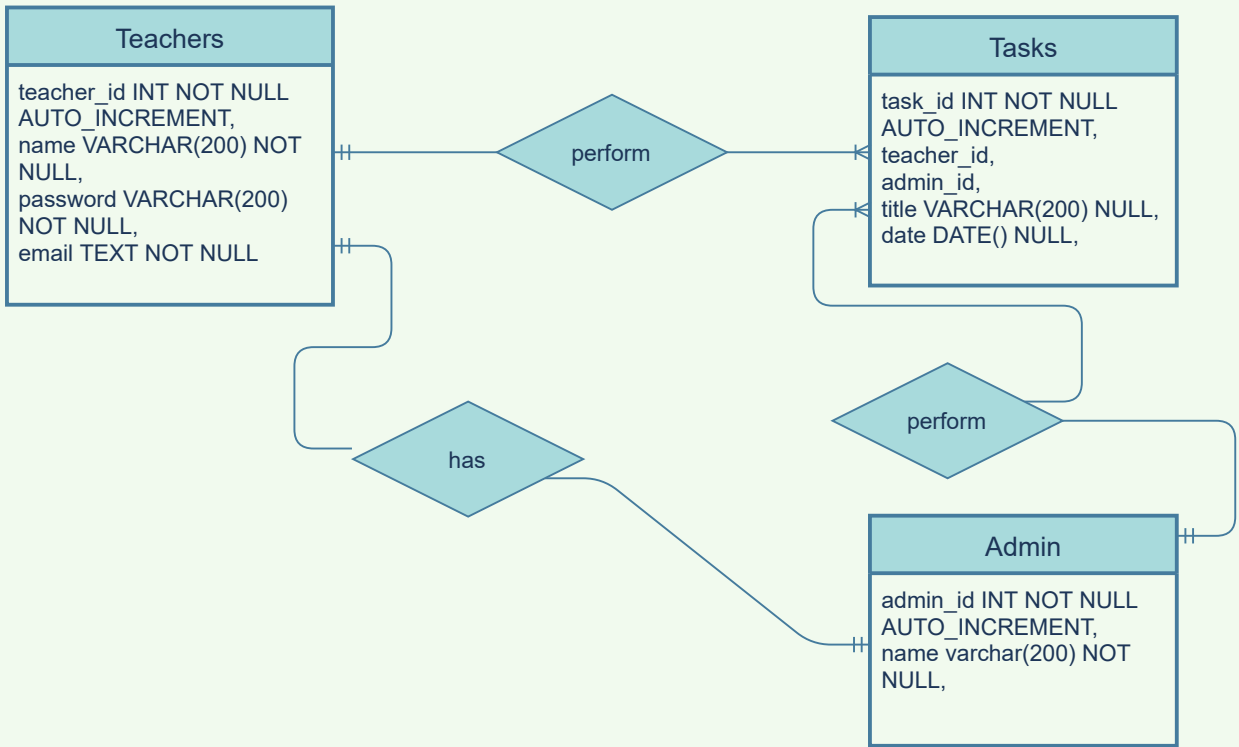 Teachers
teacher_id INT NOT NULL
AUTO_INCREMENT,
name VARCHAR(200) NOT
NULL,
password VARCHAR(200)
NOT NULL,
email TEXT NOT NULL
perform
Tasks
task_id INT NOT NULL
AUTO_INCREMENT,
teacher_id,
admin_id,
title VARCHAR(200) NULL,
date DATE() NULL,
has
perform
Admin
admin_id INT NOT NULL
AUTO_INCREMENT,
name varchar(200) NOT
NULL,